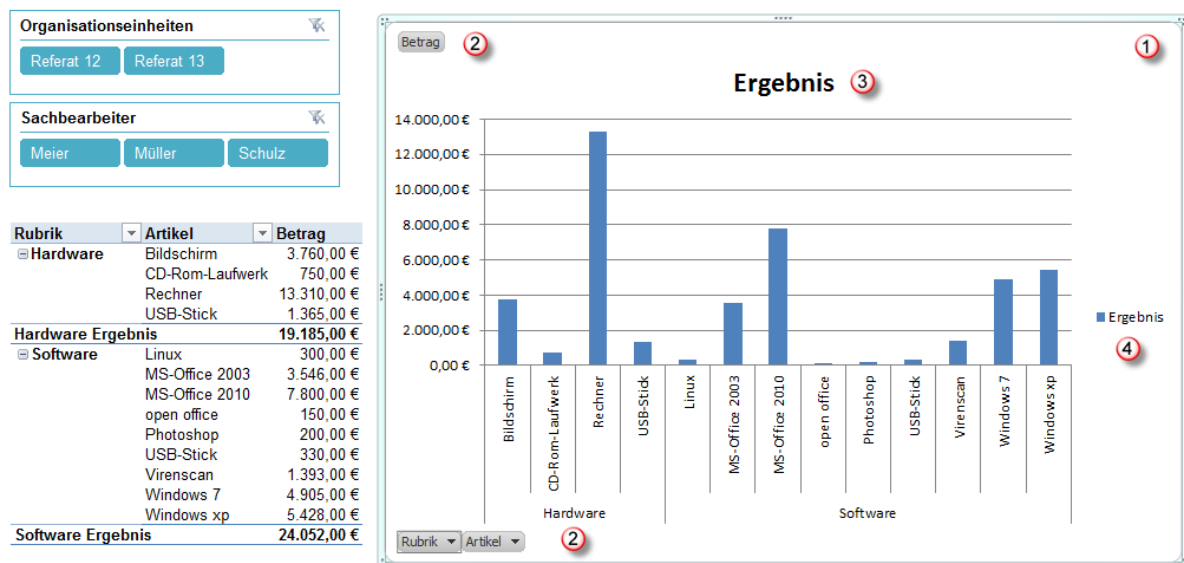 Organisationseinheiten
Referat 12 Referat 13
Sachbearbeiter
Meier Müller Schulz
Rubrik Artikel Betrag
Hardware Bildschirm 3.760,00 €
CD-Rom-Laufwerk 750,00 €
Rechner 13.310,00 €
USB-Stick 1.365,00 €
Hardware Ergebnis 19.185,00 €
Software Linux 300,00 €
MS-Office 2003 3.546,00 €
MS-Office 2010 7.800,00 €
open office 150,00 €
Photoshop 200,00 €
USB-Stick 330,00 €
Virenscan 1.393,00 €
Windows 7 4.905,00 €
Windows xp 5.428,00 €
Software Ergebnis 24.052,00 €
Betrag 2 1
Ergebnis 3
14.000,00 €
12.000,00 €
10.000,00 €
8.000,00 €
6.000,00 €
4.000,00 €
2.000,00 €
0,00 €
Ergebnis
4
Bildschirm
CD-Rom-Laufwerk
Rechner
USB-Stick
Linux
MS-Office 2003
MS-Office 2010
open office
Photoshop
USB-Stick
Virenscan
Windows 7
Windows xp
Hardware Software
Rubrik Artikel 2